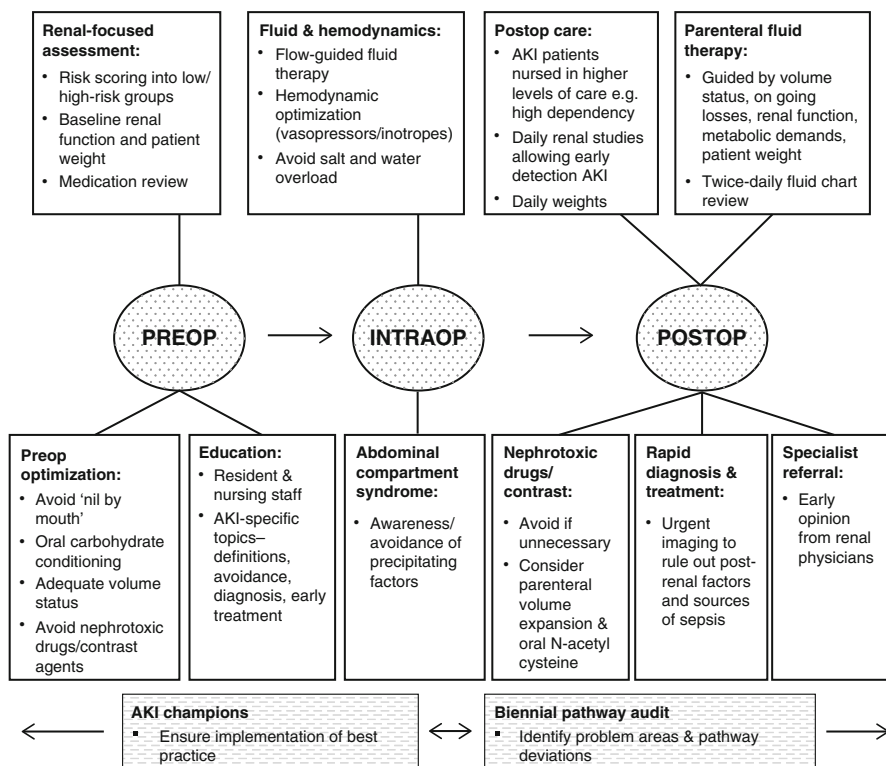 Renal-focused
assessment:
• Risk scoring into low/
high-risk groups
• Baseline renal
function and patient
weight
• Medication review
Fluid & hemodynamics:
• Flow-guided fluid
therapy
• Hemodynamic
optimization
(vasopressors/inotropes)
• Avoid salt and water
overload
Postop care:
• AKI patients
nursed in higher
levels of care e.g.
high dependency
• Daily renal studies
allowing early
detection AKI
• Daily weights
Parenteral fluid
therapy:
• Guided by volume
status, on going
losses, renal function,
metabolic demands,
patient weight
• Twice-daily fluid chart
review
PREOP
INTRAOP
POSTOP
Preop
optimization:
• Avoid ‘nil by
mouth’
• Oral carbohydrate
conditioning
• Adequate volume
status
• Avoid nephrotoxic
drugs/contrast
agents
Education:
• Resident &
nursing staff
• AKI-specific
topics–
definitions,
avoidance,
diagnosis, early
treatment
Abdominal
compartment
syndrome:
• Awareness/
avoidance of
precipitating
factors
Nephrotoxic
drugs/
contrast:
• Avoid if
unnecessary
• Consider
parenteral
volume
expansion &
oral N-acetyl
cysteine
Rapid
diagnosis &
treatment:
• Urgent
imaging to
rule out post-
renal factors
and sources
of sepsis
Specialist
referral:
• Early
opinion
from renal
physicians
AKI champions
▪ Ensure implementation of best
practice
Biennial pathway audit
▪ Identify problem areas & pathway
deviations